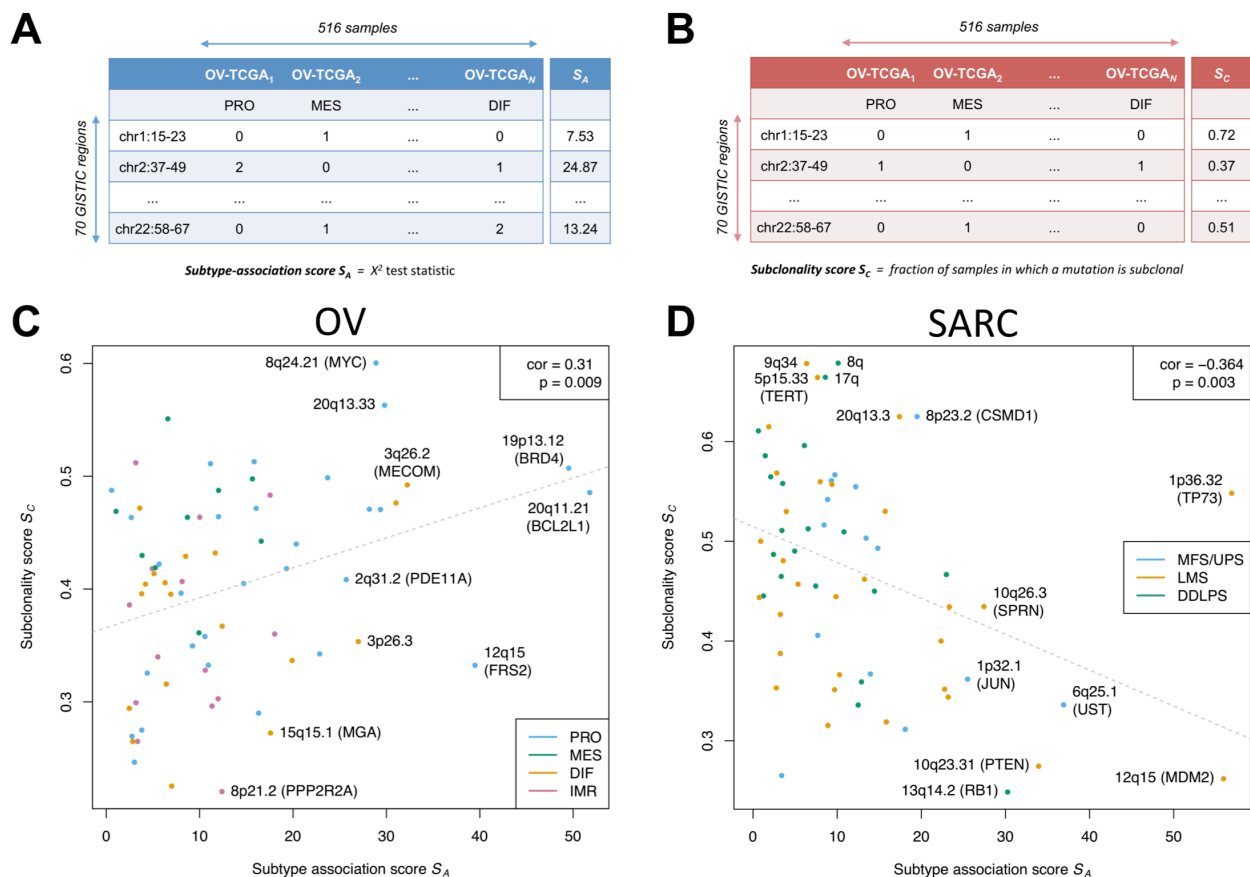 A
516 samples
OV-TCGA1 OV-TCGA2 ... OV-TCGAN SA
PRO MES ... DIF
chr1:15-23 0 1 ... 0 7.53
chr2:37-49 2 0 ... 1 24.87
... ... ... ... ... ...
chr22:58-67 0 1 ... 2 13.24
70 GISTIC regions
Subtype-association score SA = X2 test statistic
B
516 samples
OV-TCGA1 OV-TCGA2 ... OV-TCGAN SC
PRO MES ... DIF
chr1:15-23 0 1 ... 0 0.72
chr2:37-49 1 0 ... 1 0.37
... ... ... ... ... ...
chr22:58-67 0 1 ... 0 0.51
70 GISTIC regions
Subclonality score SC = fraction of samples in which a mutation is subclonal
C
OV
cor = 0.31
p = 0.009
8q24.21 (MYC)
20q13.33
3q26.2
(MECOM)
19p13.12
(BRD4)
20q11.21
(BCL2L1)
2q31.2 (PDE11A)
3p26.3
12q15
(FRS2)
15q15.1 (MGA)
8p21.2 (PPP2R2A)
PRO
MES
DIF
IMR
0.6
0.5
0.4
0.3
Subclonality score SC
0 10 20 30 40 50
Subtype association score SA
D
SARC
cor = −0.364
p = 0.003
9q34
8q
5p15.33
(TERT)
17q
20q13.3
8p23.2 (CSMD1)
1p36.32
(TP73)
MFS/UPS
LMS
DDLPS
10q26.3
(SPRN)
1p32.1
(JUN)
6q25.1
(UST)
10q23.31 (PTEN)
12q15 (MDM2)
13q14.2 (RB1)
0.6
0.5
0.4
0.3
Subclonality score SC
0 10 20 30 40 50
Subtype association score SA